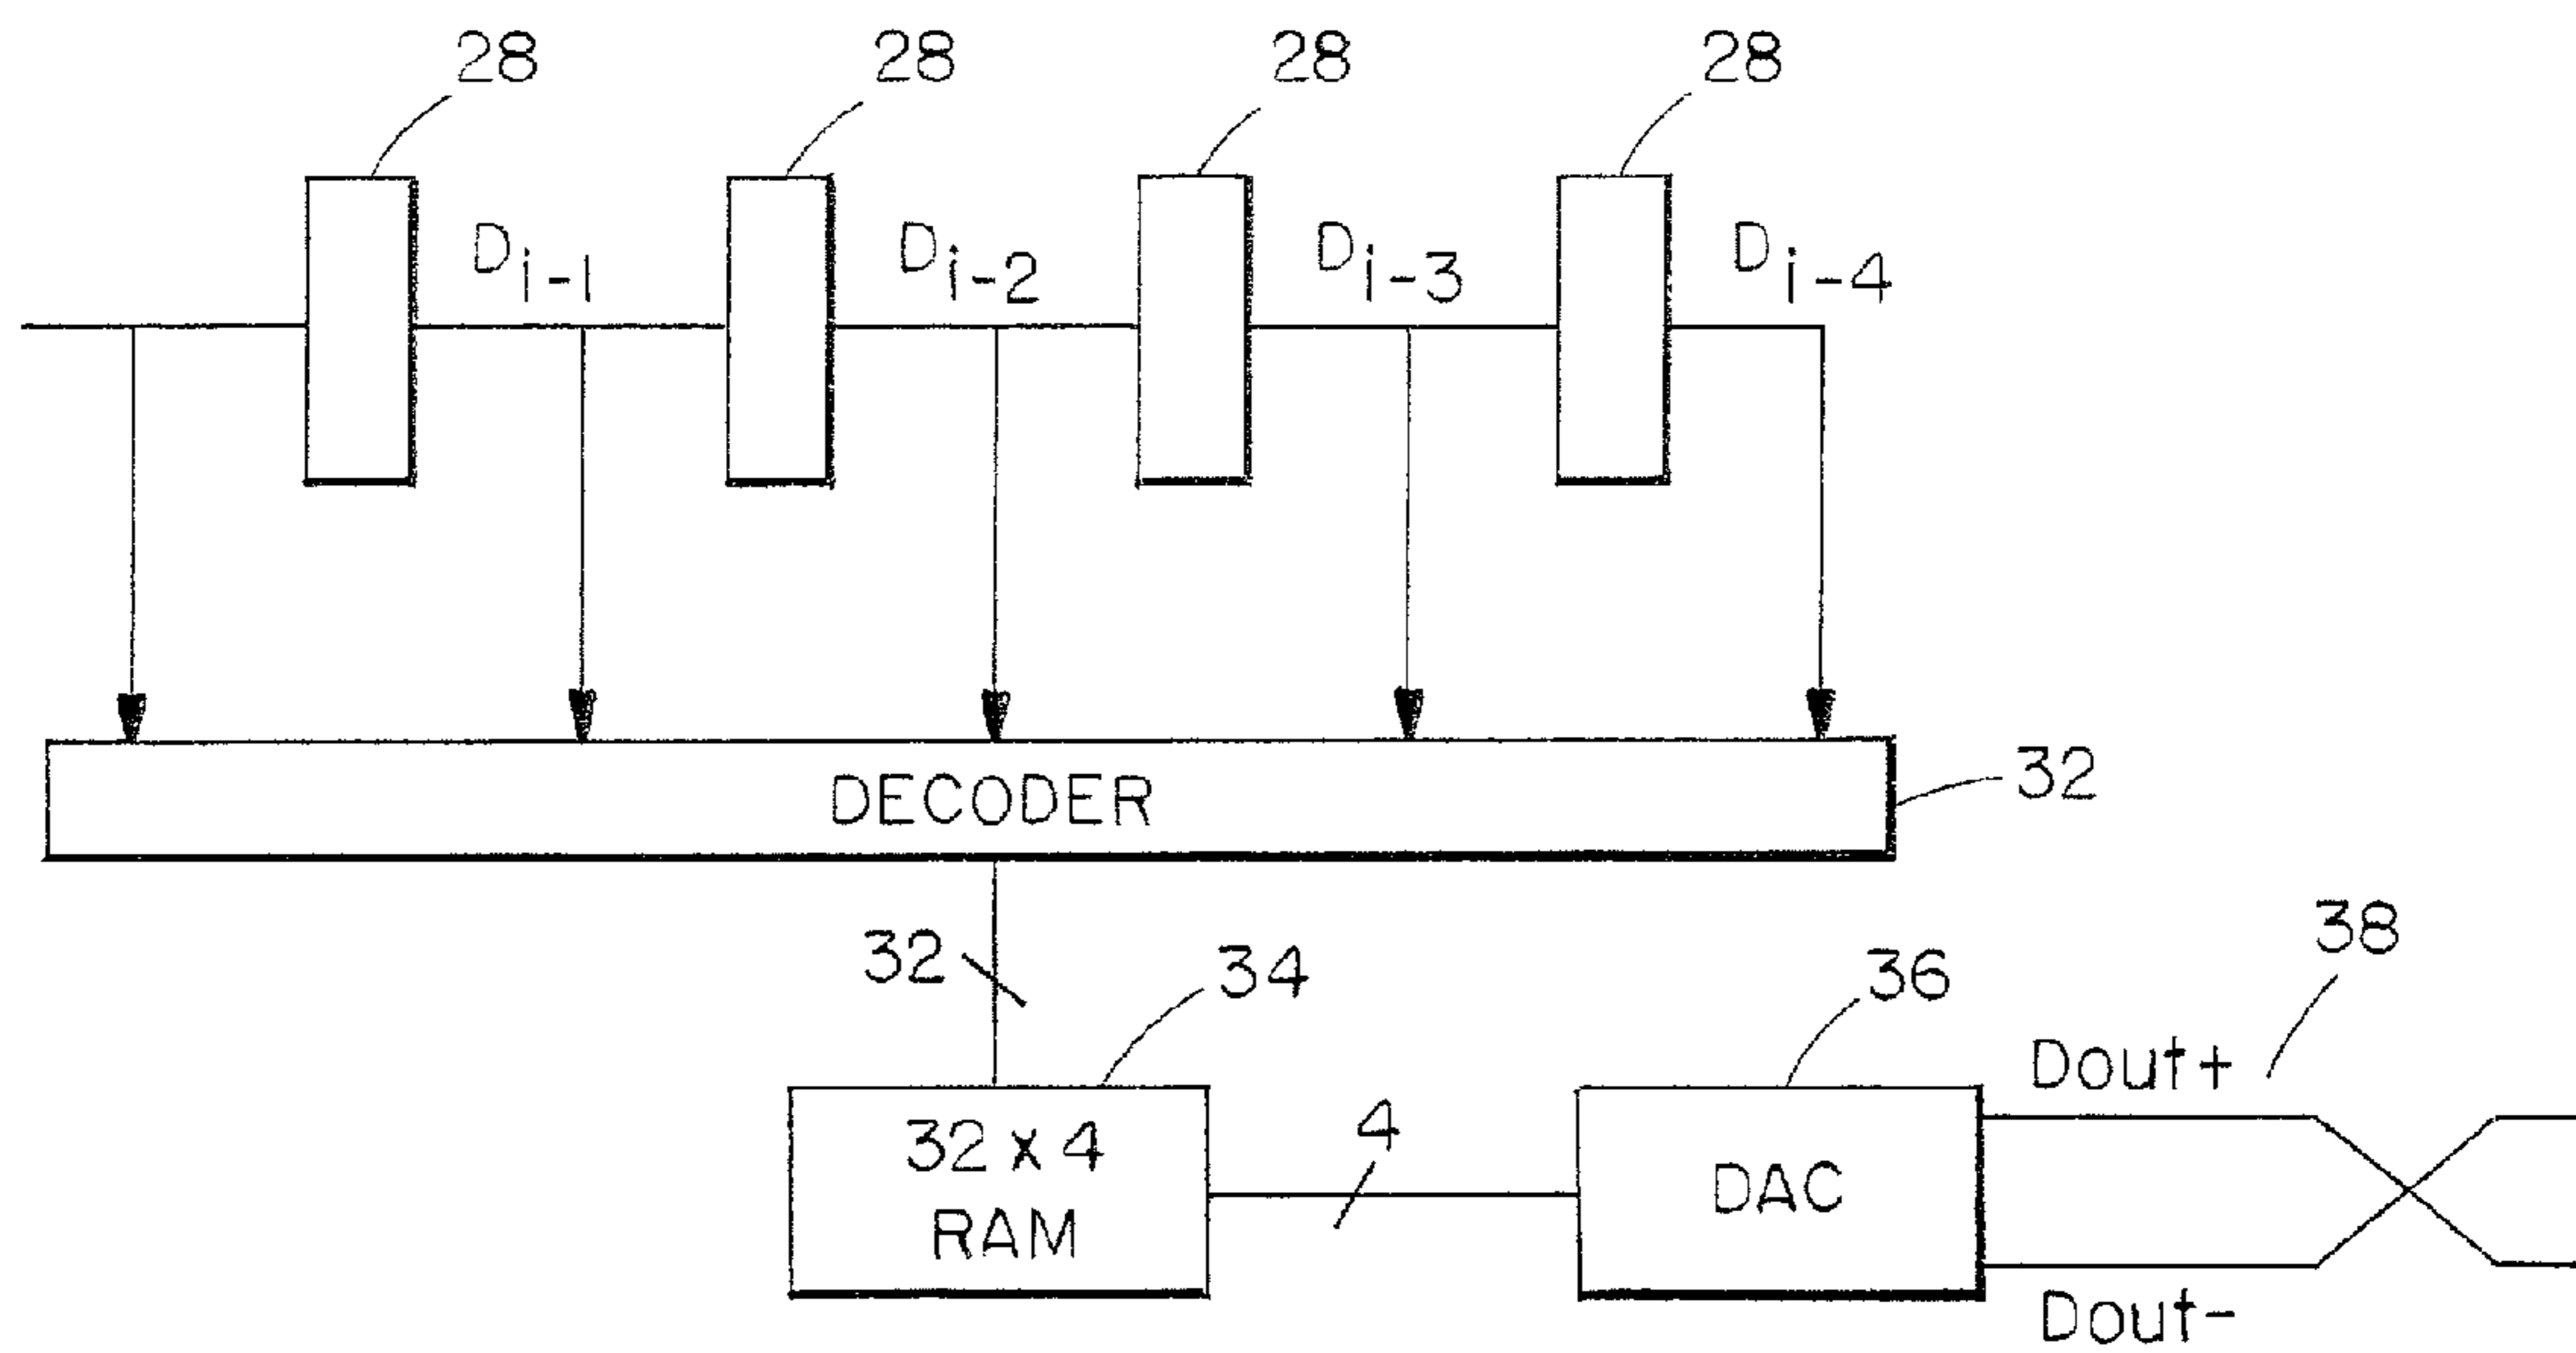 28 28 28 28
Di-1 Di-2 Di-3 Di-4
DECODER
32
32
34
36
38
32 x 4
RAM
4
DAC
Dout+
Dout-